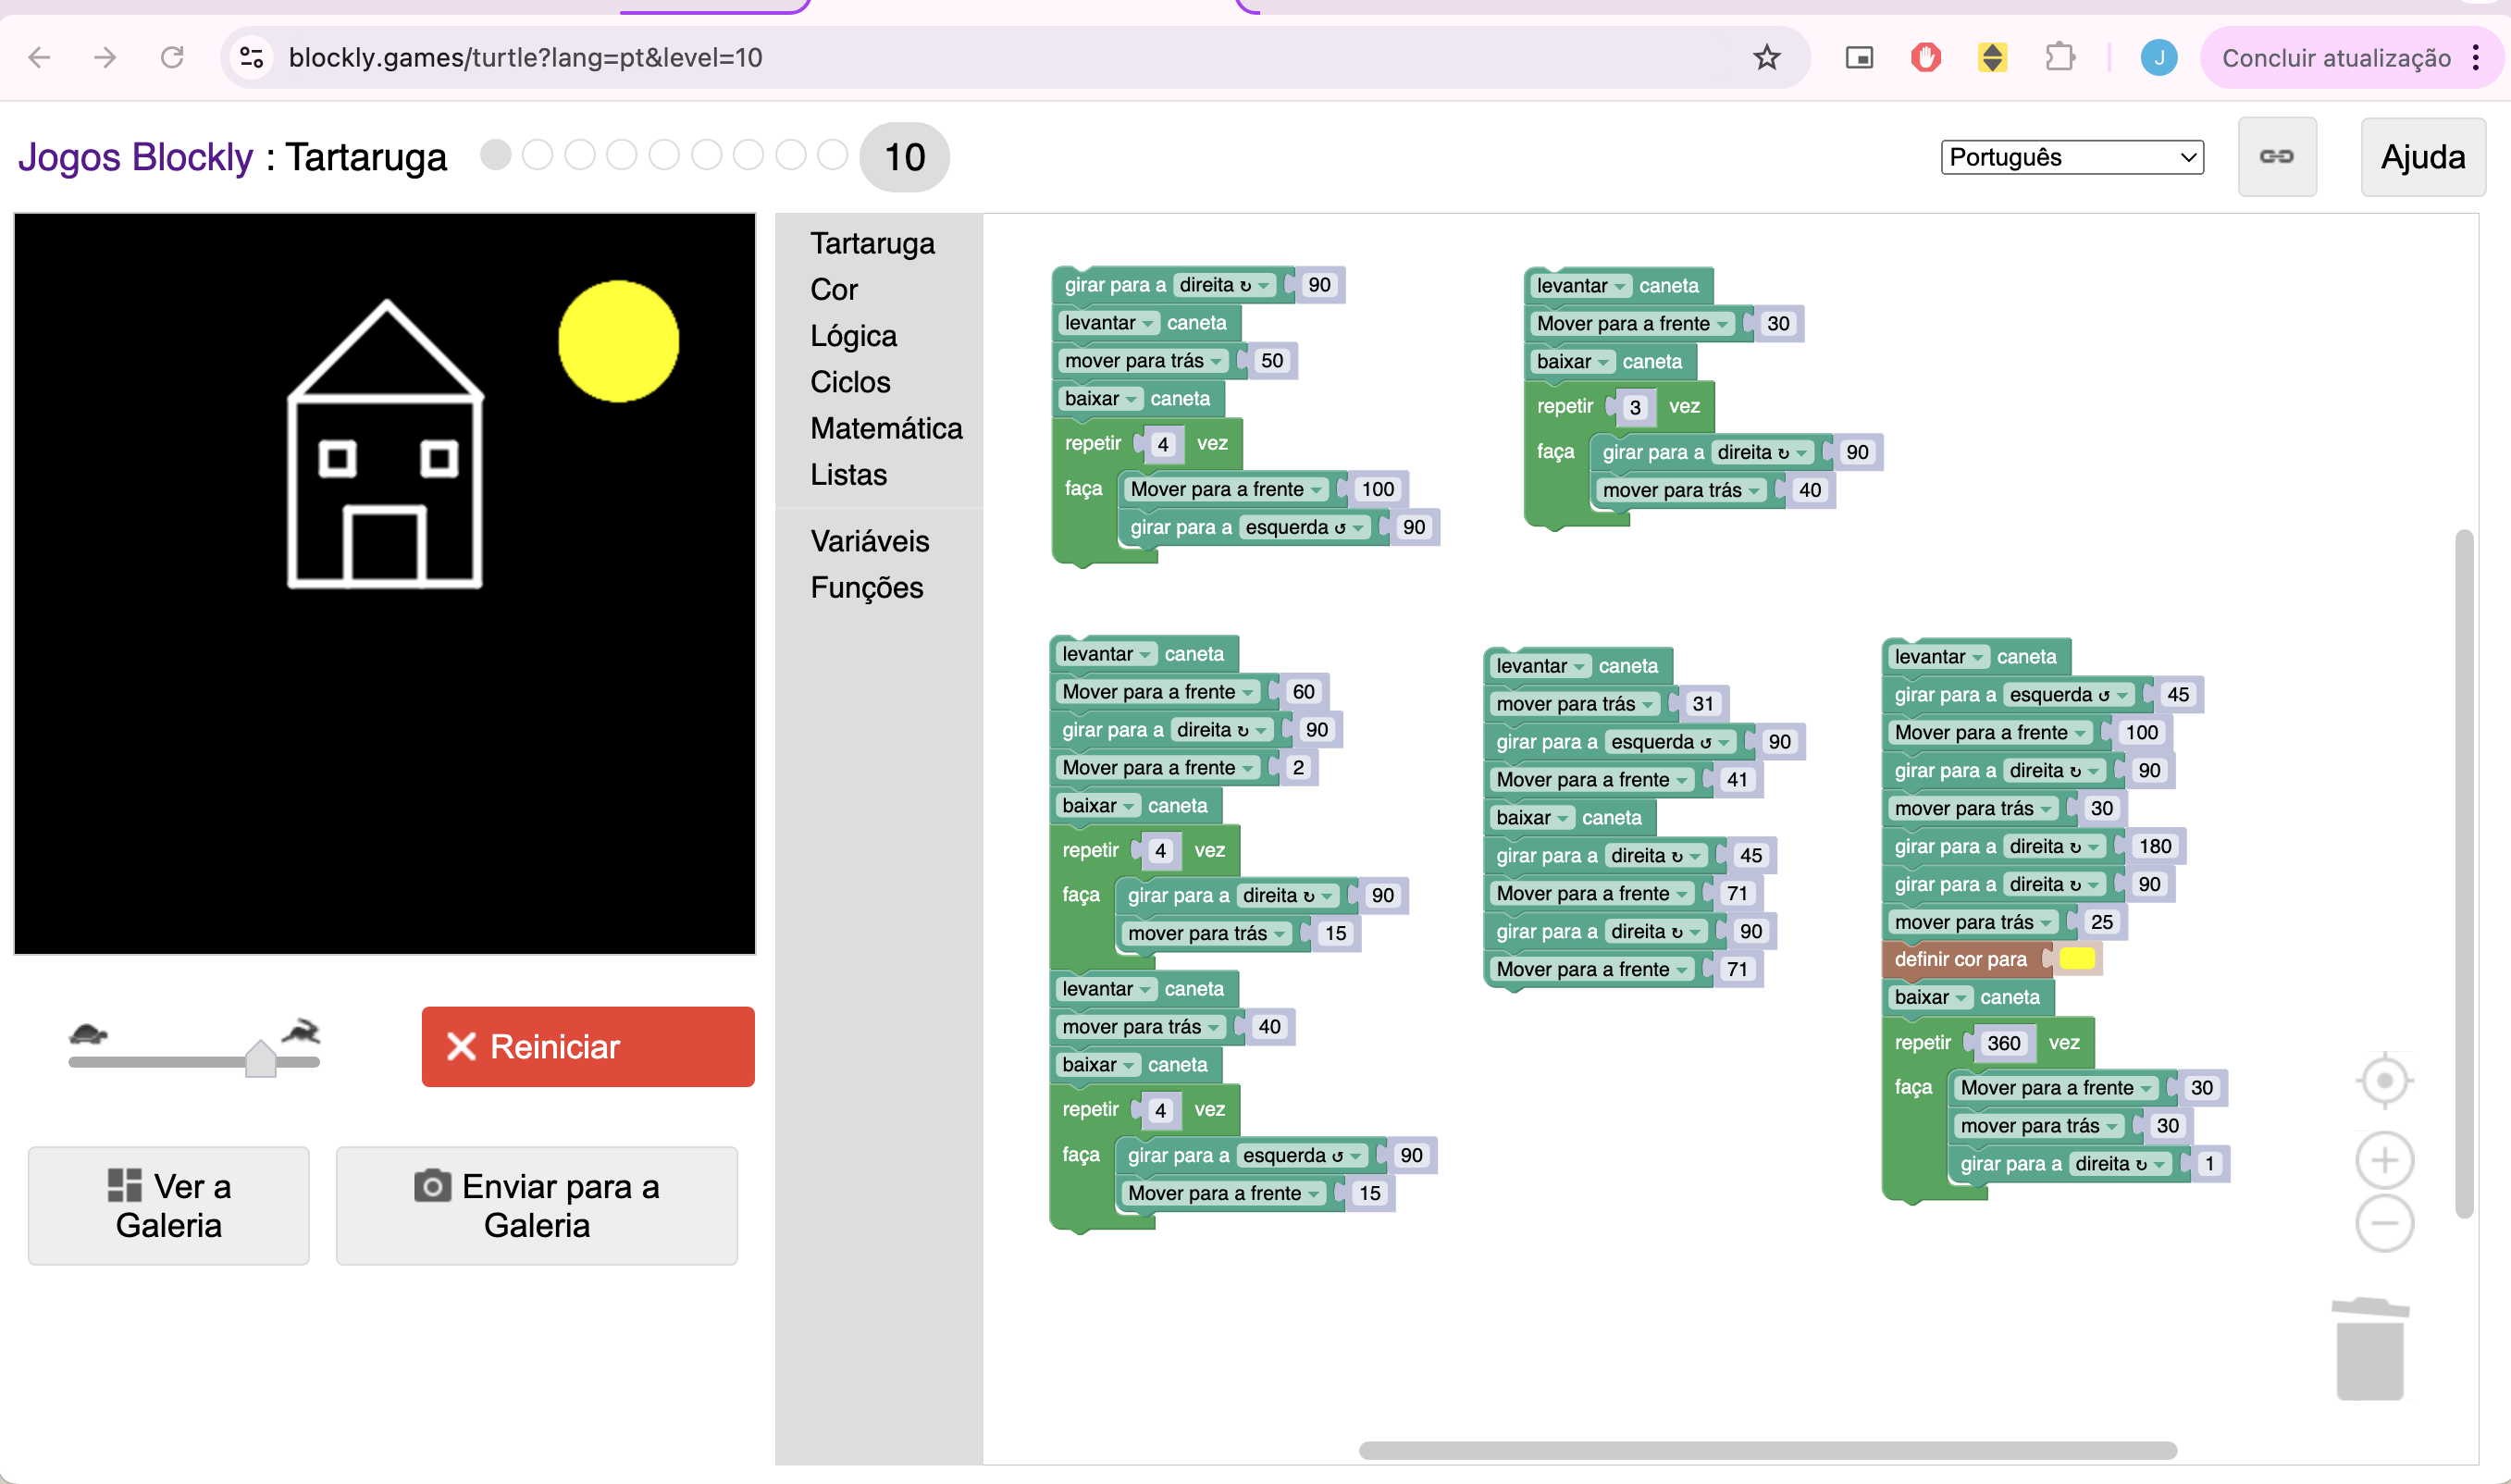 blockly.games/turtle?lang=pt&level=10
J
Concluir atualização
Jogos Blockly : Tartaruga
10
Português
Ajuda
Tartaruga
Cor
Lógica
Ciclos
Matemática
Listas
Variáveis
Funções
girar para a direita ↻ 90
levantar caneta
mover para trás 50
baixar caneta
repetir 4 vez
faça Mover para a frente 100
girar para a esquerda ↺ 90
levantar caneta
Mover para a frente 30
baixar caneta
repetir 3 vez
faça girar para a direita ↻ 90
mover para trás 40
levantar caneta
Mover para a frente 60
girar para a direita ↻ 90
Mover para a frente 2
baixar caneta
repetir 4 vez
faça girar para a direita ↻ 90
mover para trás 15
levantar caneta
mover para trás 40
baixar caneta
repetir 4 vez
faça girar para a esquerda ↺ 90
Mover para a frente 15
levantar caneta
mover para trás 31
girar para a esquerda ↺ 90
Mover para a frente 41
baixar caneta
girar para a direita ↻ 45
Mover para a frente 71
girar para a direita ↻ 90
Mover para a frente 71
levantar caneta
girar para a esquerda ↺ 45
Mover para a frente 100
girar para a direita ↻ 90
mover para trás 30
girar para a direita ↻ 180
girar para a direita ↻ 90
mover para trás 25
definir cor para
baixar caneta
repetir 360 vez
faça Mover para a frente 30
mover para trás 30
girar para a direita ↻ 1
Reiniciar
Ver a
Galeria
Enviar para a
Galeria